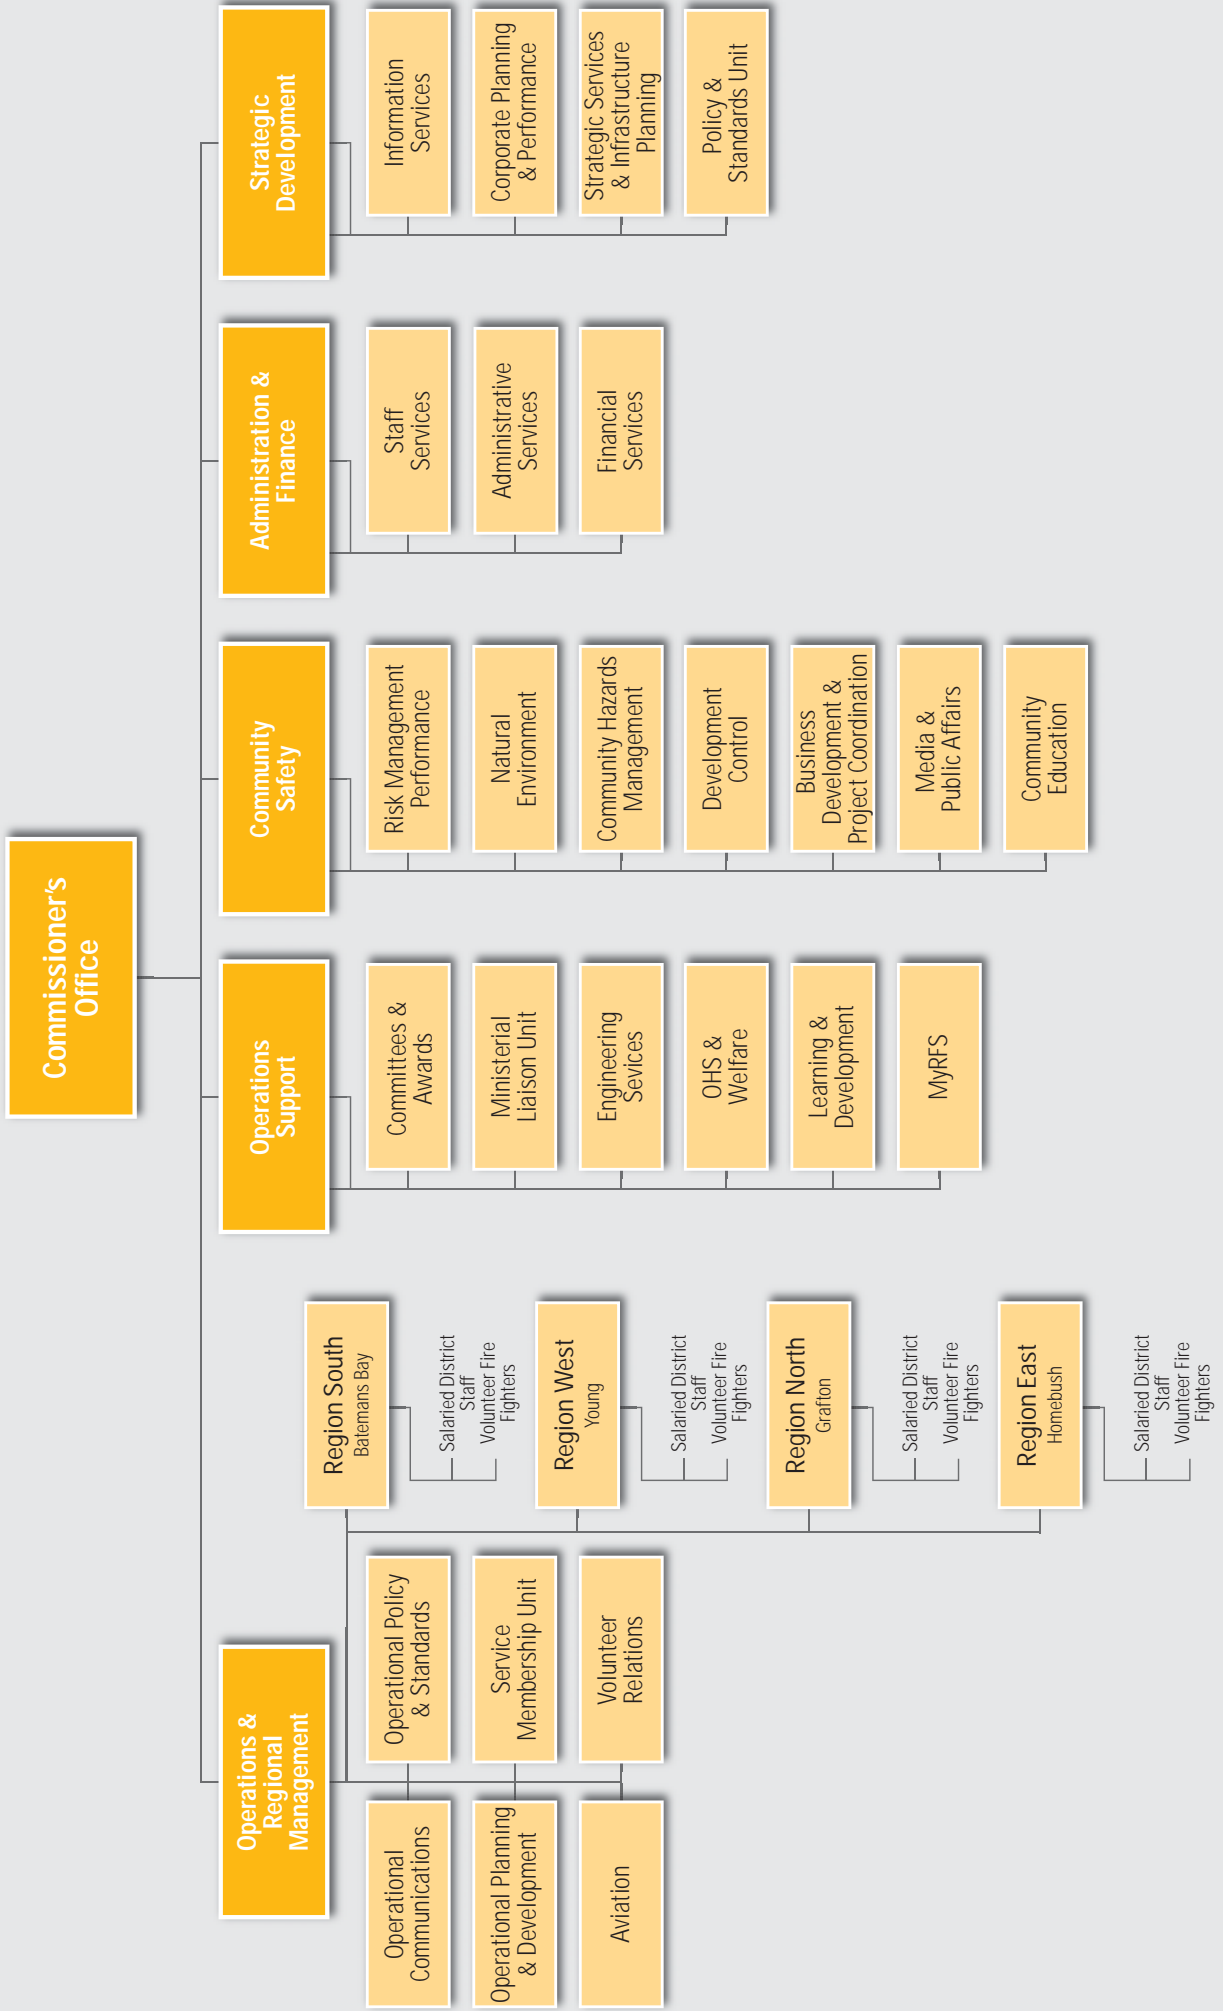 Commissioner's
Office
Operations &
Regional
Management
Operational
Communications
Operational Planning
& Development
Aviation
Operational Policy
& Standards
Service
Membership Unit
Volunteer
Relations
Region South
Batemans Bay
Salaried District
Staff
Volunteer Fire
Fighters
Region West
Young
Salaried District
Staff
Volunteer Fire
Fighters
Region North
Grafton
Salaried District
Staff
Volunteer Fire
Fighters
Region East
Homebush
Salaried District
Staff
Volunteer Fire
Fighters
Operations
Support
Committees &
Awards
Ministerial
Liaison Unit
Engineering
Sevices
OHS &
Welfare
Learning &
Development
MyRFS
Community
Safety
Risk Management
Performance
Natural
Environment
Community Hazards
Management
Development
Control
Business
Development &
Project Coordination
Media &
Public Affairs
Community
Education
Administration &
Finance
Staff
Services
Administrative
Services
Financial
Services
Strategic
Development
Information
Services
Corporate Planning
& Performance
Strategic Services
& Infrastructure
Planning
Policy &
Standards Unit